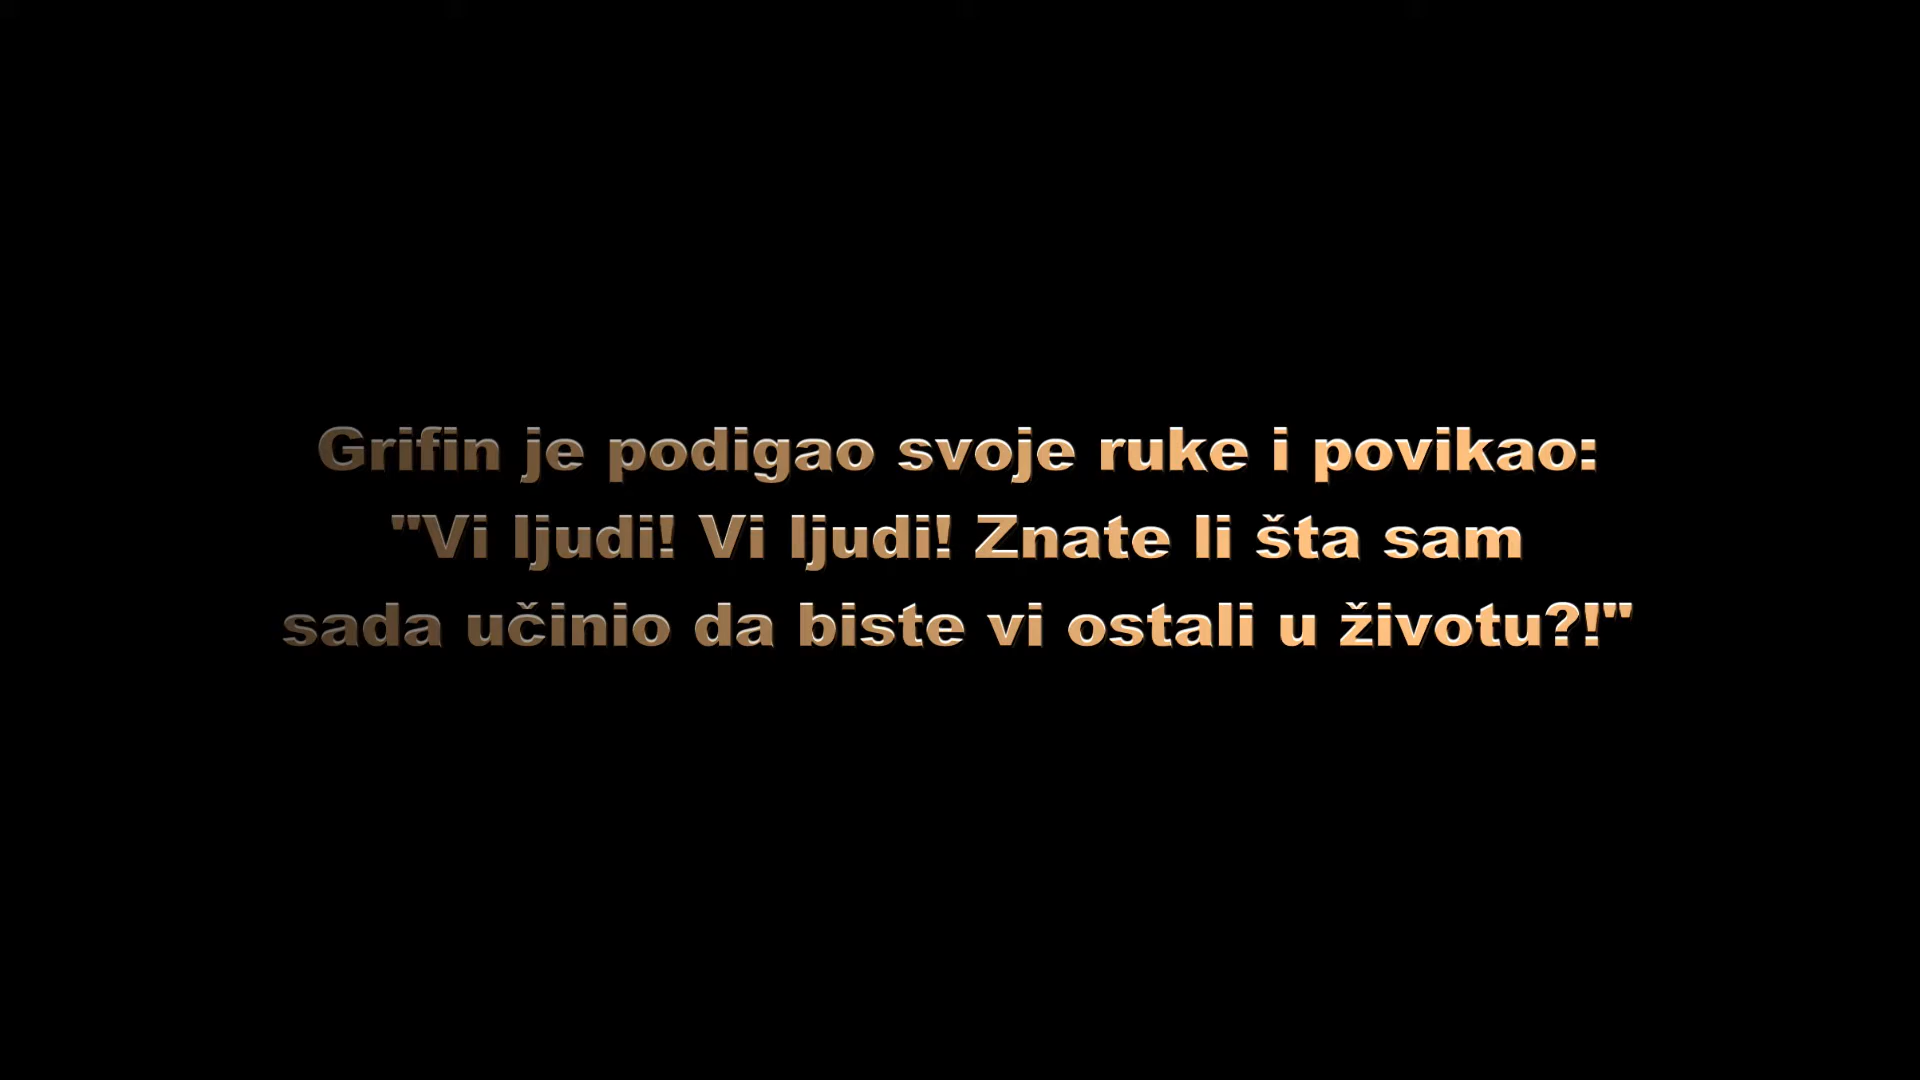 Grifin je podigao svoje ruke i povikao:
"Vi ljudi! Vi ljudi! Znate li šta sam
sada učinio da biste vi ostali u životu?!"